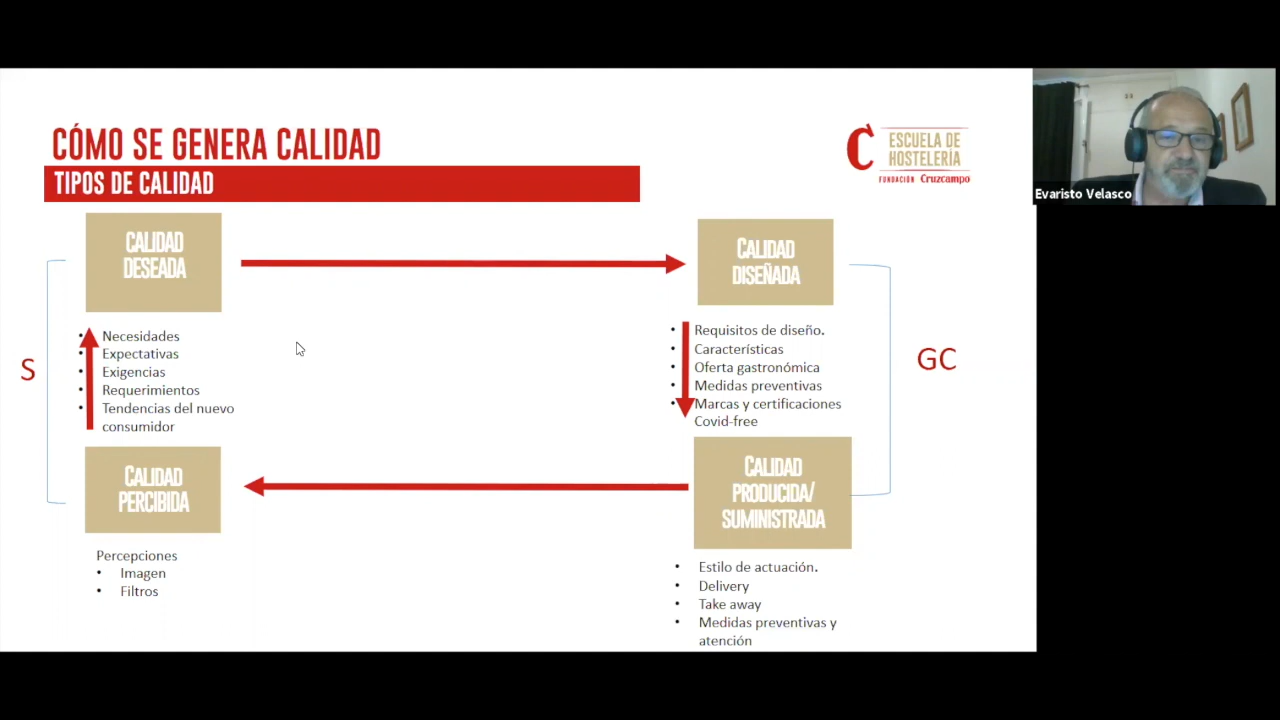 CÓMO SE GENERA CALIDAD
TIPOS DE CALIDAD
C
ESCUELA DE
HOSTELERÍA
FUNDACIÓN Cruzcampo
Evaristo Velasco
CALIDAD
DESEADA
CALIDAD
DISEÑADA
S
• Necesidades
• Expectativas
• Exigencias
• Requerimientos
• Tendencias del nuevo
consumidor
• Requisitos de diseño.
• Características
• Oferta gastronómica
• Medidas preventivas
• Marcas y certificaciones
Covid-free
GC
CALIDAD
PERCIBIDA
CALIDAD
PRODUCIDA/
SUMINISTRADA
Percepciones
• Imagen
• Filtros
• Estilo de actuación.
• Delivery
• Take away
• Medidas preventivas y
atención